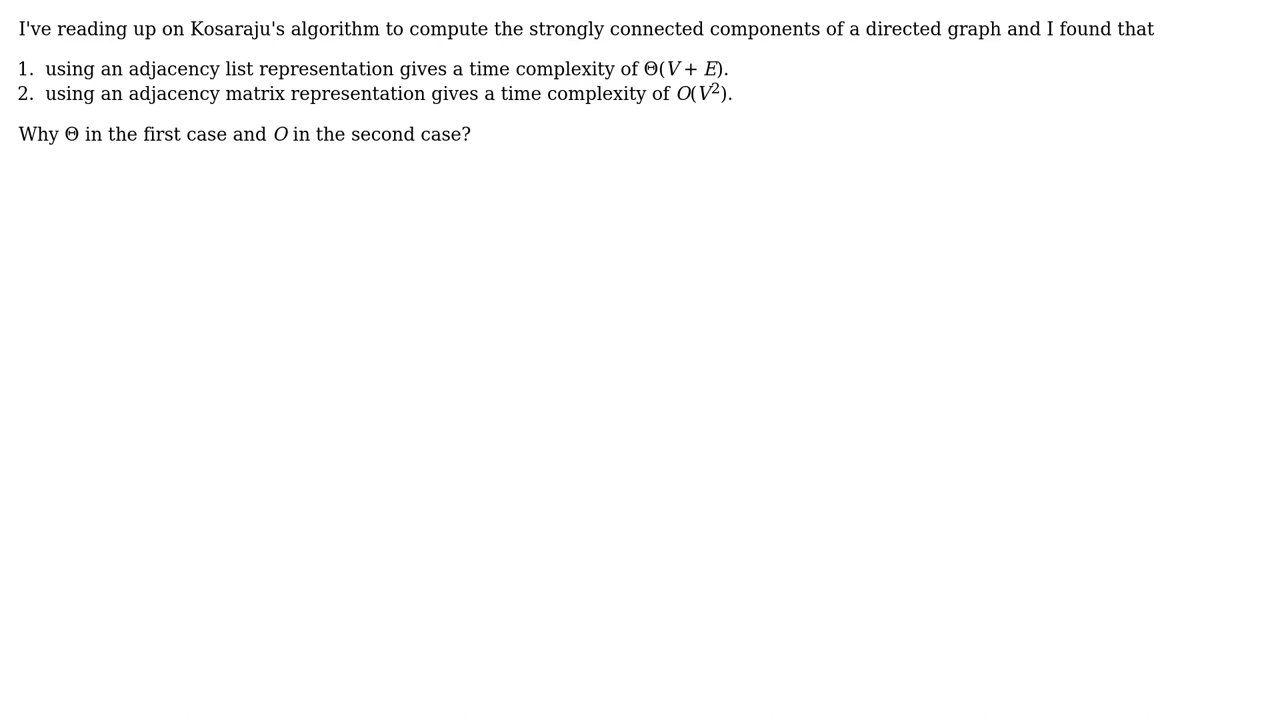 I've reading up on Kosaraju's algorithm to compute the strongly connected components of a directed graph and I found that
1. using an adjacency list representation gives a time complexity of Θ(V + E).
2. using an adjacency matrix representation gives a time complexity of O(V²).
Why Θ in the first case and O in the second case?